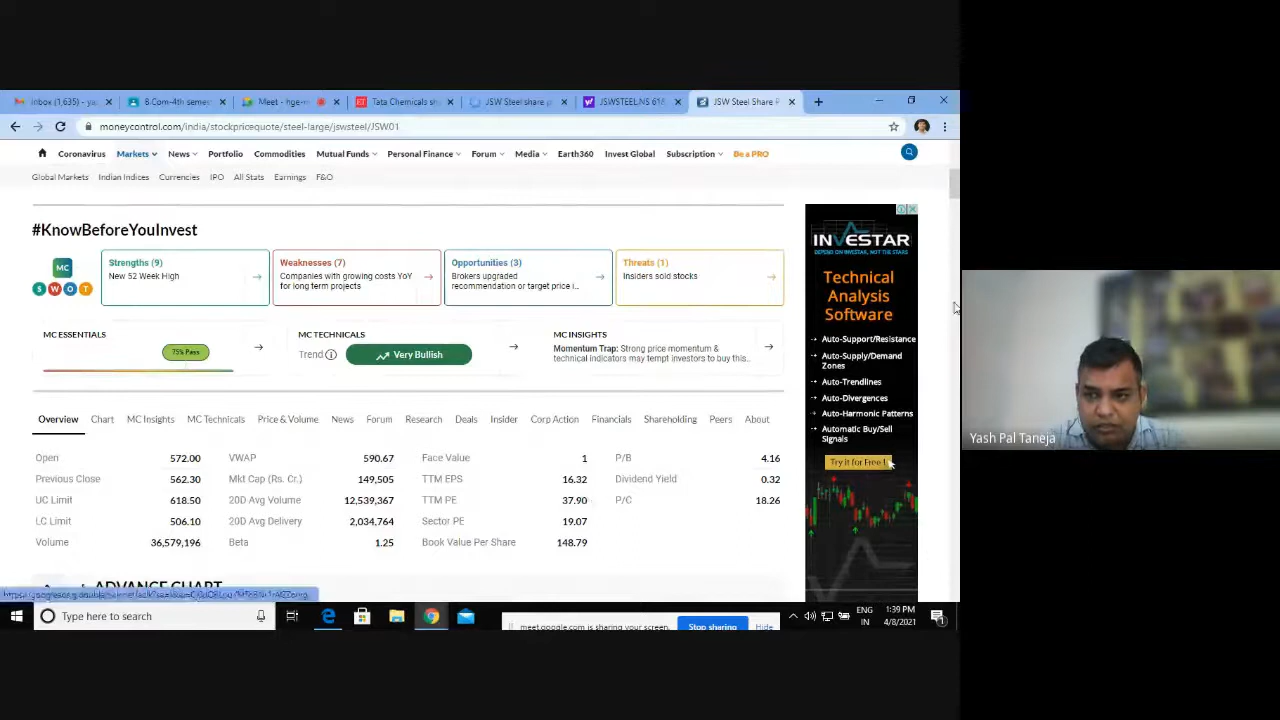 Inbox (1,635) - ya
B.Com-4th semes
Meet - hge-m
Tata Chemicals sha
JSW Steel share p
JSWSTEEL.NS 618
JSW Steel Share P
moneycontrol.com/india/stockpricequote/steel-large/jswsteel/JSW01
Coronavirus Markets News Portfolio Commodities Mutual Funds Personal Finance Forum Media Earth360 Invest Global Subscription Be a PRO
Global Markets Indian Indices Currencies IPO All Stats Earnings F&O
#KnowBeforeYouInvest
MC
S W O T
Strengths (9)
New 52 Week High
Weaknesses (7)
Companies with growing costs YoY
for long term projects
Opportunities (3)
Brokers upgraded
recommendation or target price i..
Threats (1)
Insiders sold stocks
MC ESSENTIALS
75% Pass
MC TECHNICALS
Trend Very Bullish
MC INSIGHTS
Momentum Trap: Strong price momentum &
technical indicators may tempt investors to buy this..
Overview Chart MC Insights MC Technicals Price & Volume News Forum Research Deals Insider Corp Action Financials Shareholding Peers About
Open 572.00 VWAP 590.67 Face Value 1 P/B 4.16
Previous Close 562.30 Mkt Cap (Rs. Cr.) 149,505 TTM EPS 16.32 Dividend Yield 0.32
UC Limit 618.50 20D Avg Volume 12,539,367 TTM PE 37.90 P/C 18.26
LC Limit 506.10 20D Avg Delivery 2,034,764 Sector PE 19.07
Volume 36,579,196 Beta 1.25 Book Value Per Share 148.79
ADVANCE CHART
INVESTAR
DEPEND ON INVESTAR, NOT THE STARS
Technical
Analysis
Software
Auto-Support/Resistance
Auto-Supply/Demand
Zones
Auto-Trendlines
Auto-Divergences
Auto-Harmonic Patterns
Automatic Buy/Sell
Signals
Try it for Free !
Yash Pal Taneja
Type here to search
meet.google.com is sharing your screen.
Stop sharing
Hide
ENG
IN
1:39 PM
4/8/2021
1